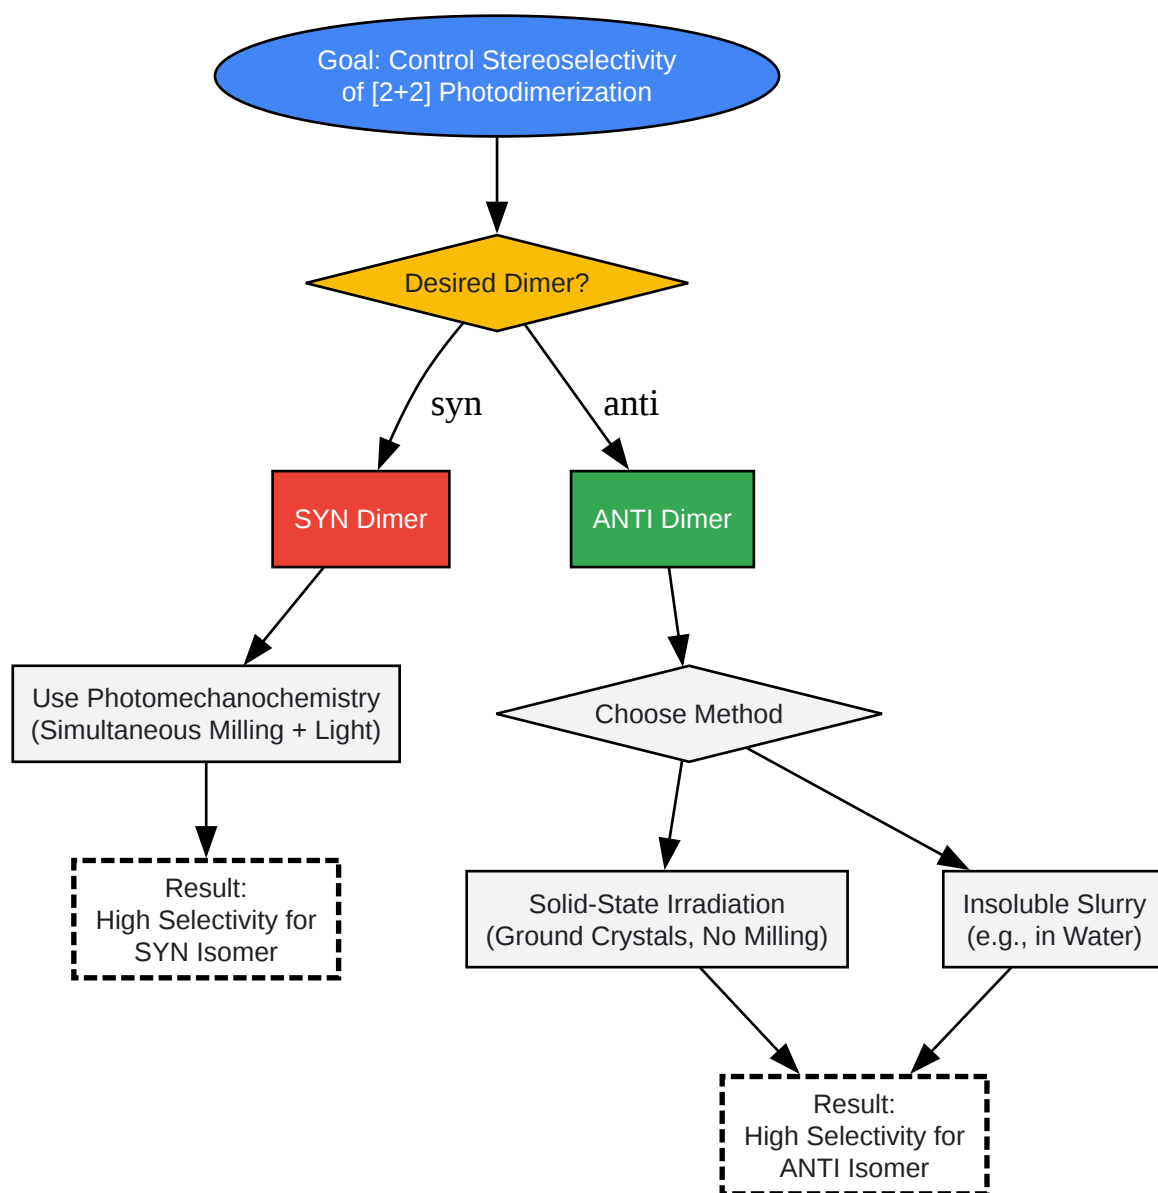 Goal: Control Stereoselectivity
of [2+2] Photodimerization
Desired Dimer?
syn
anti
SYN Dimer
ANTI Dimer
Use Photomechanochemistry
(Simultaneous Milling + Light)
Choose Method
Result:
High Selectivity for
SYN Isomer
Solid-State Irradiation
(Ground Crystals, No Milling)
Insoluble Slurry
(e.g., in Water)
Result:
High Selectivity for
ANTI Isomer